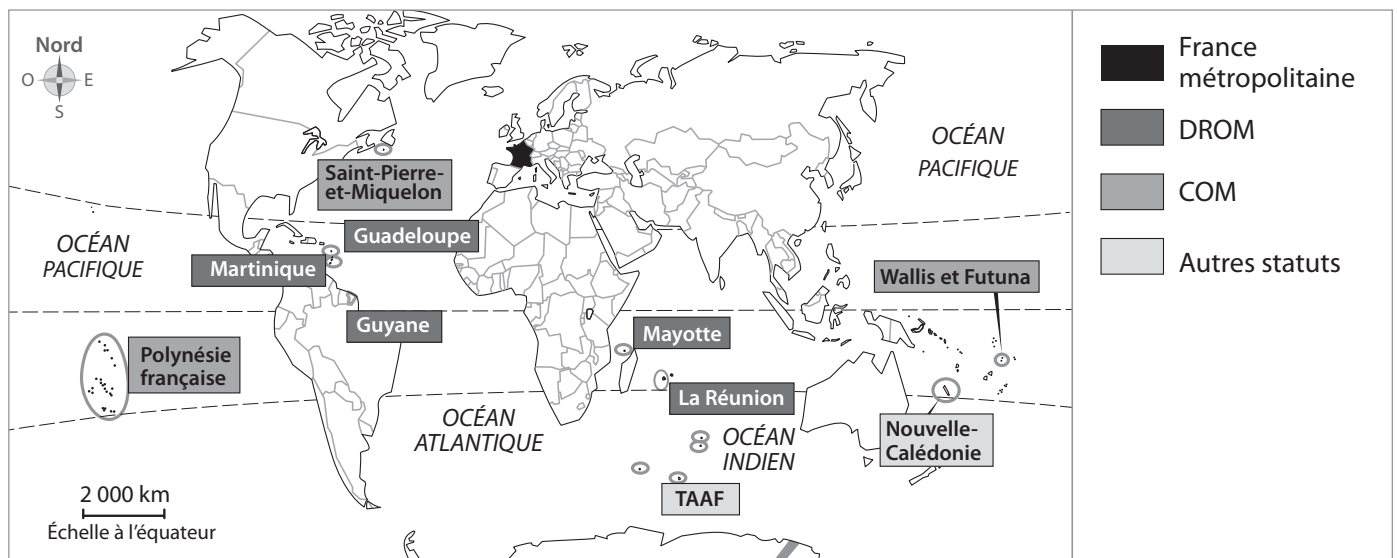 Nord
O
E
S
OCÉAN
PACIFIQUE
Saint-Pierre-
et-Miquelon
Guadeloupe
OCÉAN
PACIFIQUE
Martinique
Wallis et Futuna
Guyane
Mayotte
Polynésie
française
La Réunion
OCÉAN
ATLANTIQUE
OCÉAN
INDIEN
Nouvelle-
Calédonie
TAAF
2 000 km
Échelle à l'équateur
France
métropolitaine
DROM
COM
Autres statuts